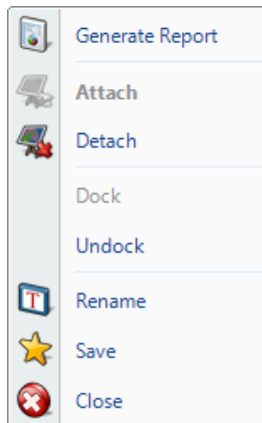 Generate Report
Attach
Detach
Dock
Undock
T Rename
Save
Close